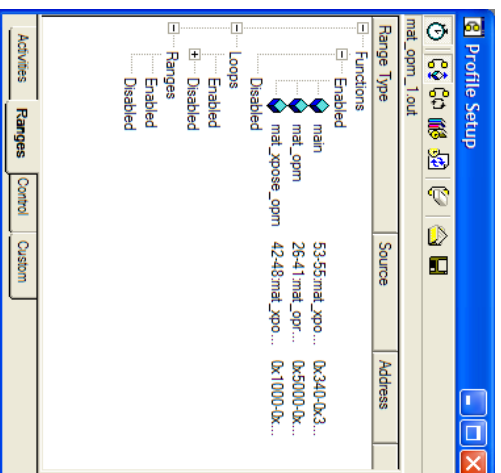 Profile Setup
mat_opm_1.out
Range Type Source Address
Functions
Enabled
main 53-55:mat_xpo... 0x340-0x3...
mat_opm 26-41:mat_opr... 0x5000-0x...
mat_xpose_opm 42-48:mat_xpo... 0x1000-0x...
Disabled
Loops
Enabled
Disabled
Ranges
Enabled
Disabled
Activities Ranges Control Custom